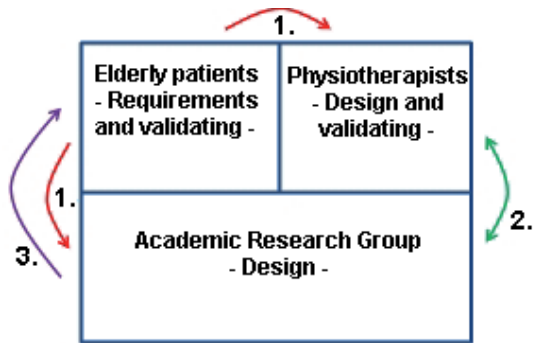 1.
Elderly patients
- Requirements
and validating -
Physiotherapists
- Design and
validating -
1.
2.
3.
Academic Research Group
- Design -